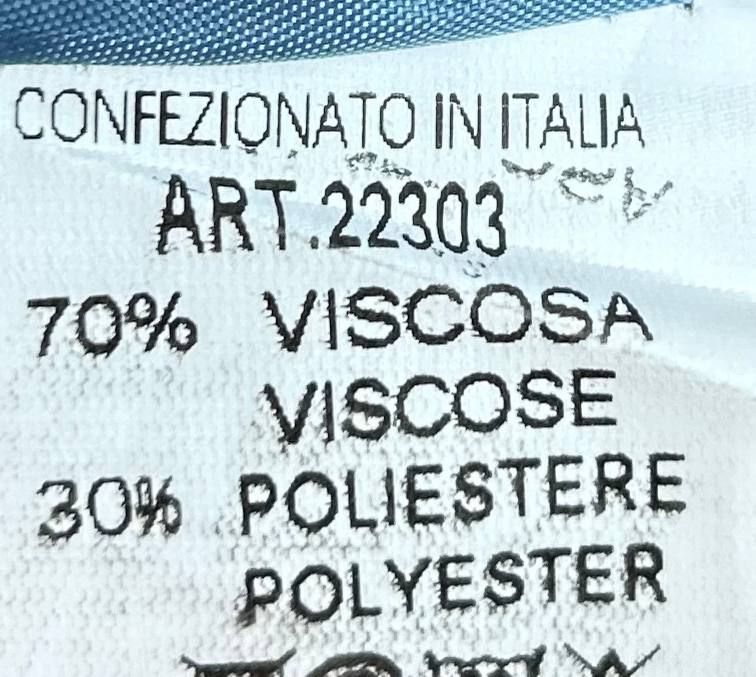 CONFEZIONATO IN ITALIA
ART.22303
70% VISCOSA
VISCOSE
30% POLIESTERE
POLYESTER